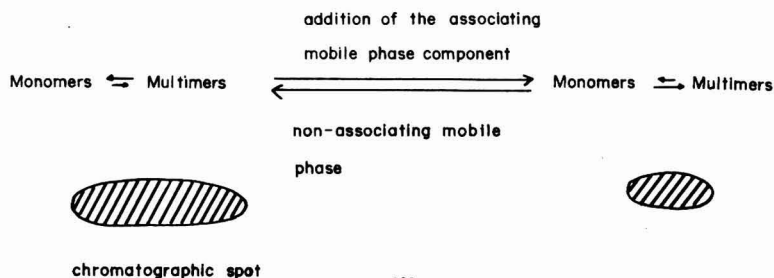 addition of the associating
mobile phase component
Monomers ⇌ Multimers Monomers ⇌ Multimers
non-associating mobile
phase
chromatographic spot